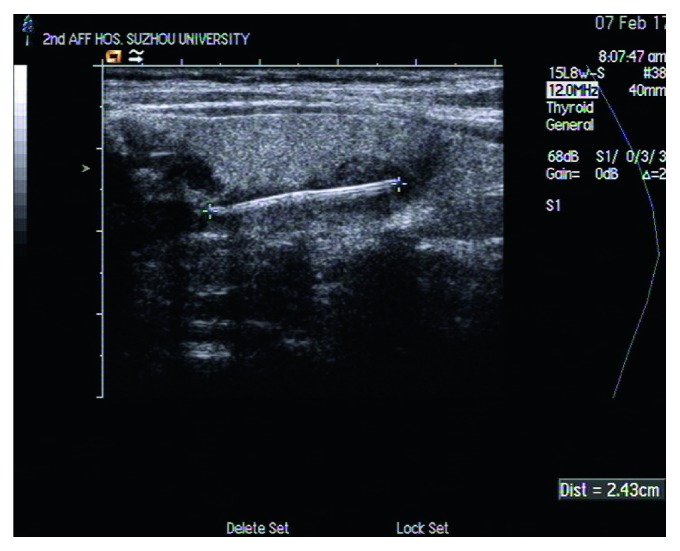 07 Feb 17
2nd AFF HOS. SUZHOU UNIVERSITY
8:07:47 am
15L8w-S #38
12.0MHz 40mm
Thyroid
General
68dB S1/ 0/3/ 3
Gain= 0dB Δ=2
S1
Dist = 2.43cm
Delete Set Lock Set